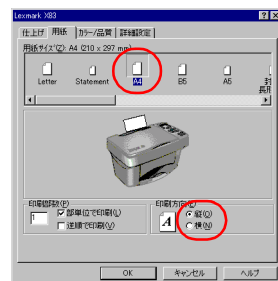 Lexmark X83
仕上げ 用紙 カラー/品質 詳細設定
用紙サイズ(Z): A4 (210 x 297 mm)
Letter Statement A4 B5 A5 封
長形
印刷部数(P)
1
部単位で印刷(L)
逆順で印刷(V)
印刷方向(E)
A
縦(O)
横(N)
OK キャンセル ヘルプ